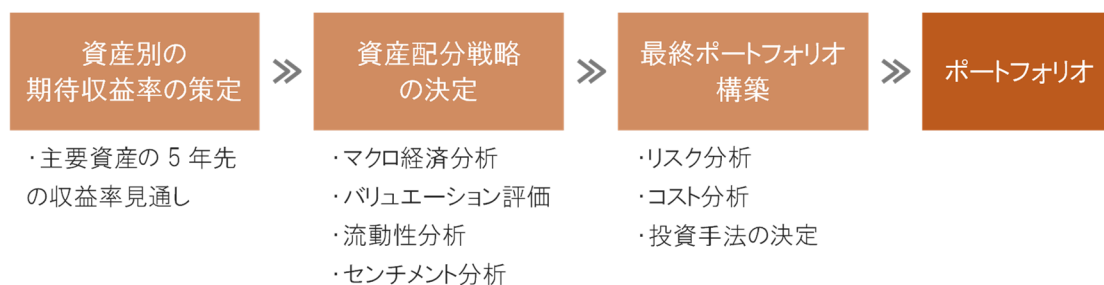 資産別の
期待収益率の策定
資産配分戦略
の決定
最終ポートフォリオ
構築
ポートフォリオ
・主要資産の5年先
の収益率見通し
・マクロ経済分析
・バリュエーション評価
・流動性分析
・センチメント分析
・リスク分析
・コスト分析
・投資手法の決定